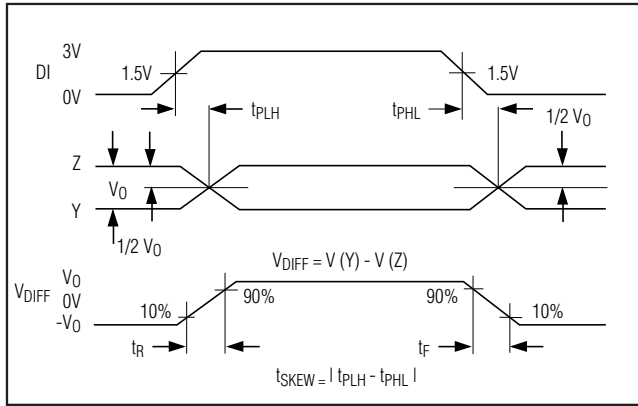 3V
DI
1.5V
1.5V
0V
tPLH
tPHL
1/2 VO
Z
VO
Y
1/2 VO
VDIFF = V (Y) - V (Z)
VO
VDIFF
0V
-VO
10%
90%
90%
10%
tR
tF
tSKEW = | tPLH - tPHL |